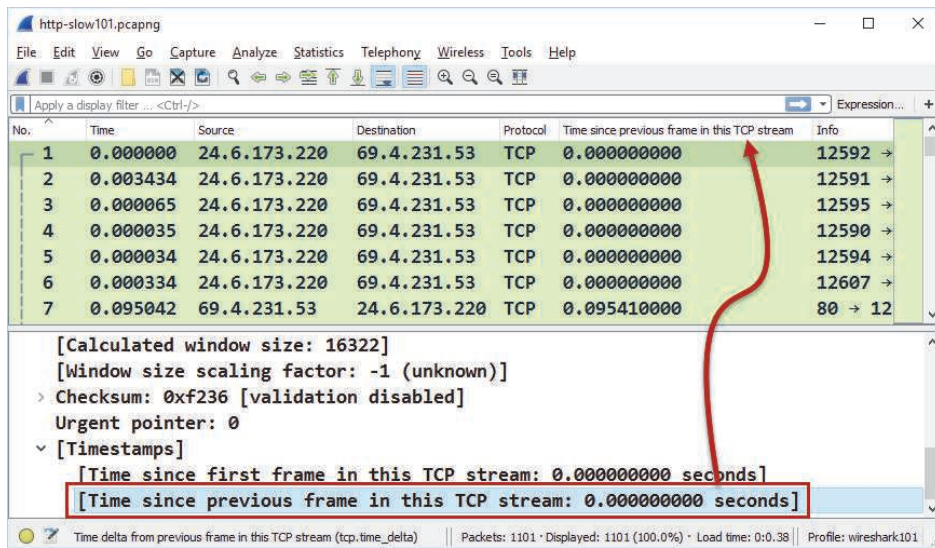 http-slow101.pcapng
File Edit View Go Capture Analyze Statistics Telephony Wireless Tools Help
Apply a display filter ... <Ctrl-/> Expression... +
No. Time Source Destination Protocol Time since previous frame in this TCP stream Info
1 0.000000 24.6.173.220 69.4.231.53 TCP 0.000000000 12592 →
2 0.003434 24.6.173.220 69.4.231.53 TCP 0.000000000 12591 →
3 0.000065 24.6.173.220 69.4.231.53 TCP 0.000000000 12595 →
4 0.000035 24.6.173.220 69.4.231.53 TCP 0.000000000 12590 →
5 0.000034 24.6.173.220 69.4.231.53 TCP 0.000000000 12594 →
6 0.000334 24.6.173.220 69.4.231.53 TCP 0.000000000 12607 →
7 0.095042 69.4.231.53 24.6.173.220 TCP 0.095410000 80 → 12
[Calculated window size: 16322]
[Window size scaling factor: -1 (unknown)]
Checksum: 0xf236 [validation disabled]
Urgent pointer: 0
[Timestamps]
[Time since first frame in this TCP stream: 0.000000000 seconds]
[Time since previous frame in this TCP stream: 0.000000000 seconds]
Time delta from previous frame in this TCP stream (tcp.time_delta) Packets: 1101 · Displayed: 1101 (100.0%) · Load time: 0:0.38 Profile: wireshark101